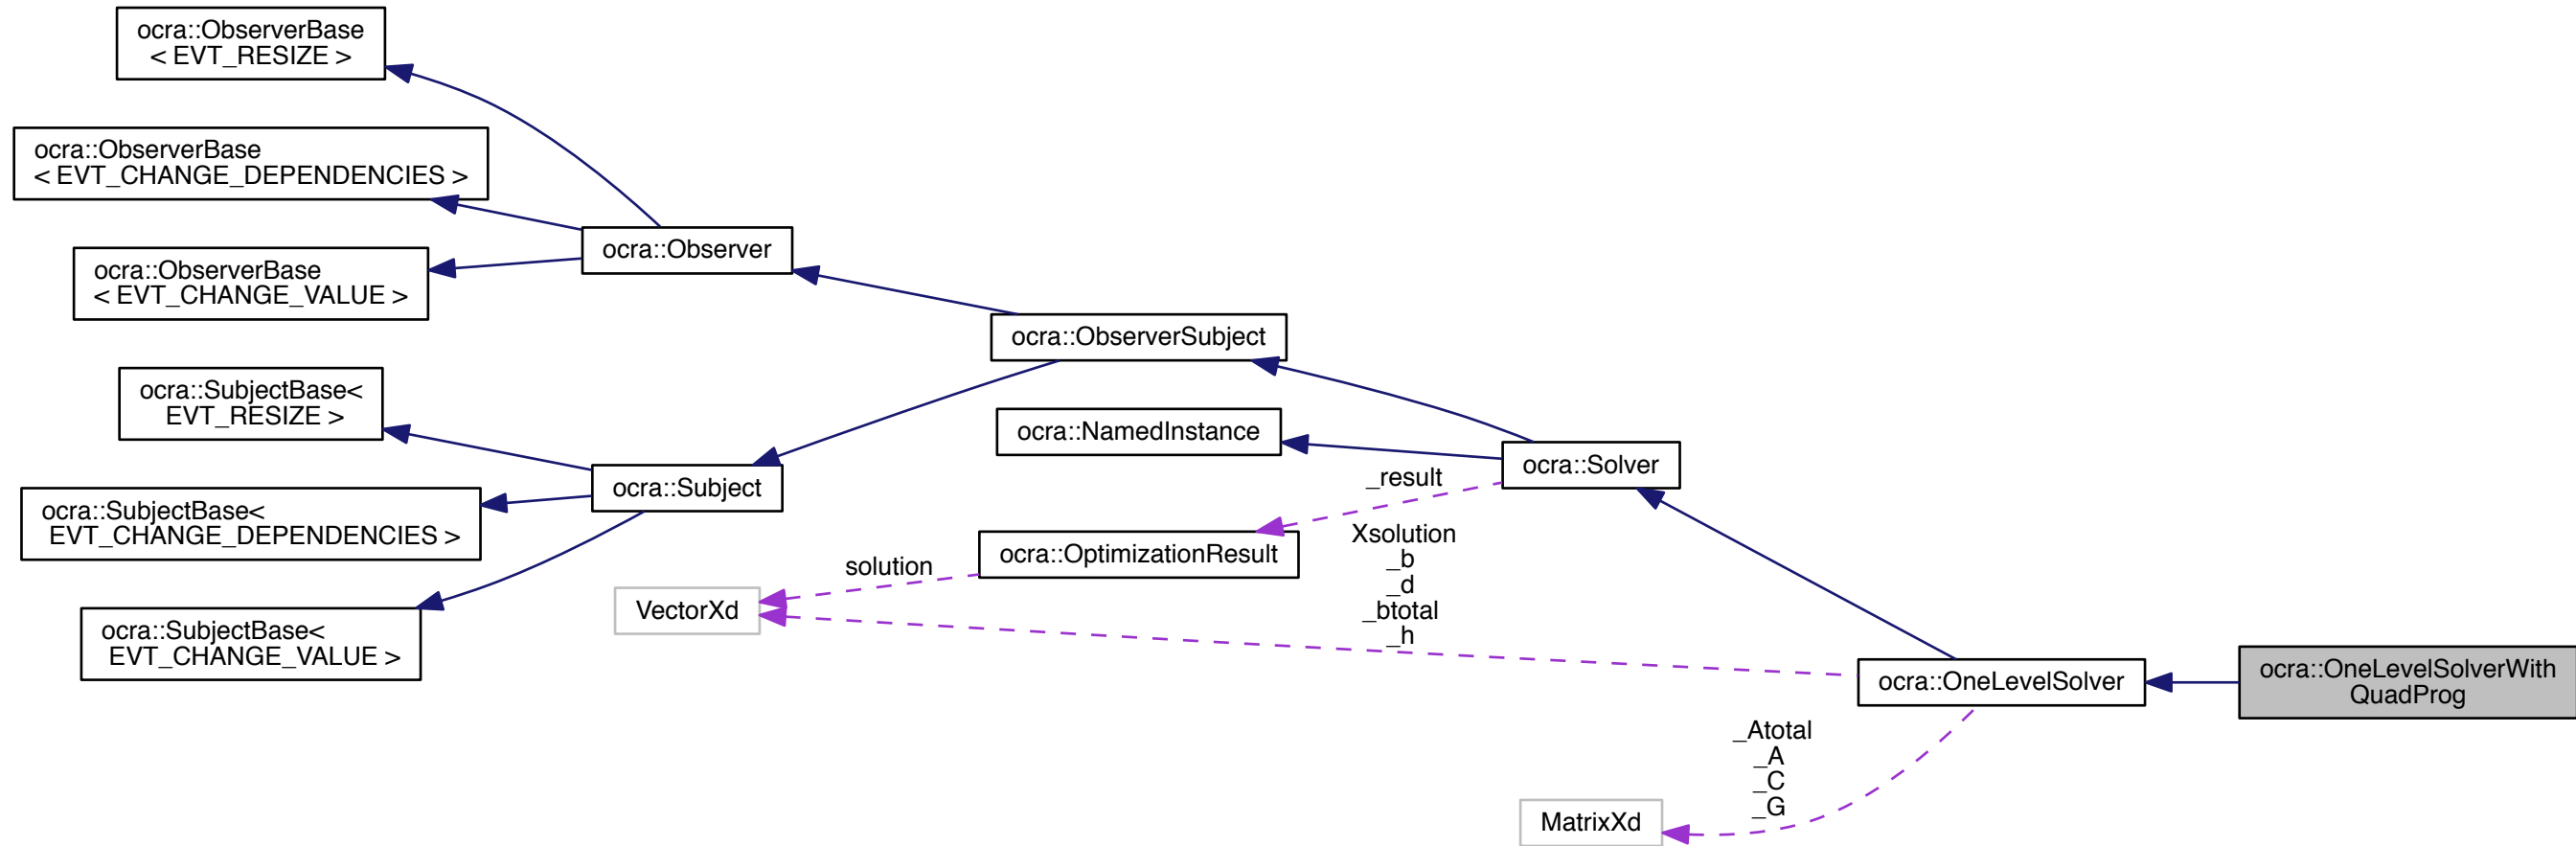 ocra::ObserverBase
< EVT_RESIZE >
ocra::ObserverBase
< EVT_CHANGE_DEPENDENCIES >
ocra::Observer
ocra::ObserverBase
< EVT_CHANGE_VALUE >
ocra::ObserverSubject
ocra::SubjectBase<
EVT_RESIZE >
ocra::NamedInstance
ocra::Solver
ocra::Subject
_result
ocra::SubjectBase<
EVT_CHANGE_DEPENDENCIES >
ocra::OptimizationResult
Xsolution
_b
_d
_btotal
_h
solution
VectorXd
ocra::SubjectBase<
EVT_CHANGE_VALUE >
ocra::OneLevelSolver
ocra::OneLevelSolverWith
QuadProg
_Atotal
_A
_C
_G
MatrixXd